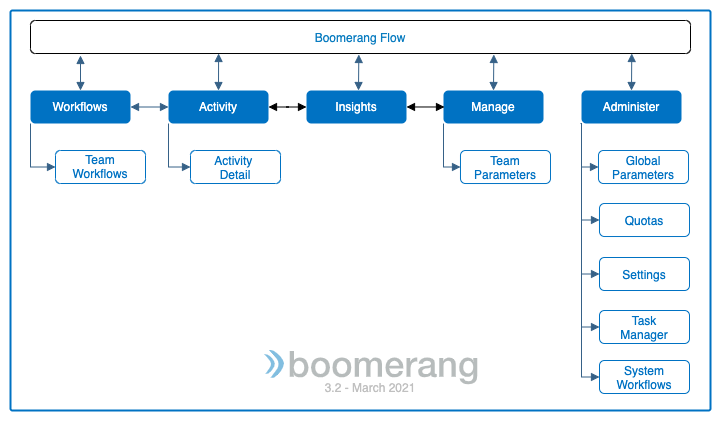 Boomerang Flow
Workflows
Activity
Insights
Manage
Administer
Team
Workflows
Activity
Detail
Team
Parameters
Global
Parameters
Quotas
Settings
Task
Manager
System
Workflows
boomerang
3.2 - March 2021